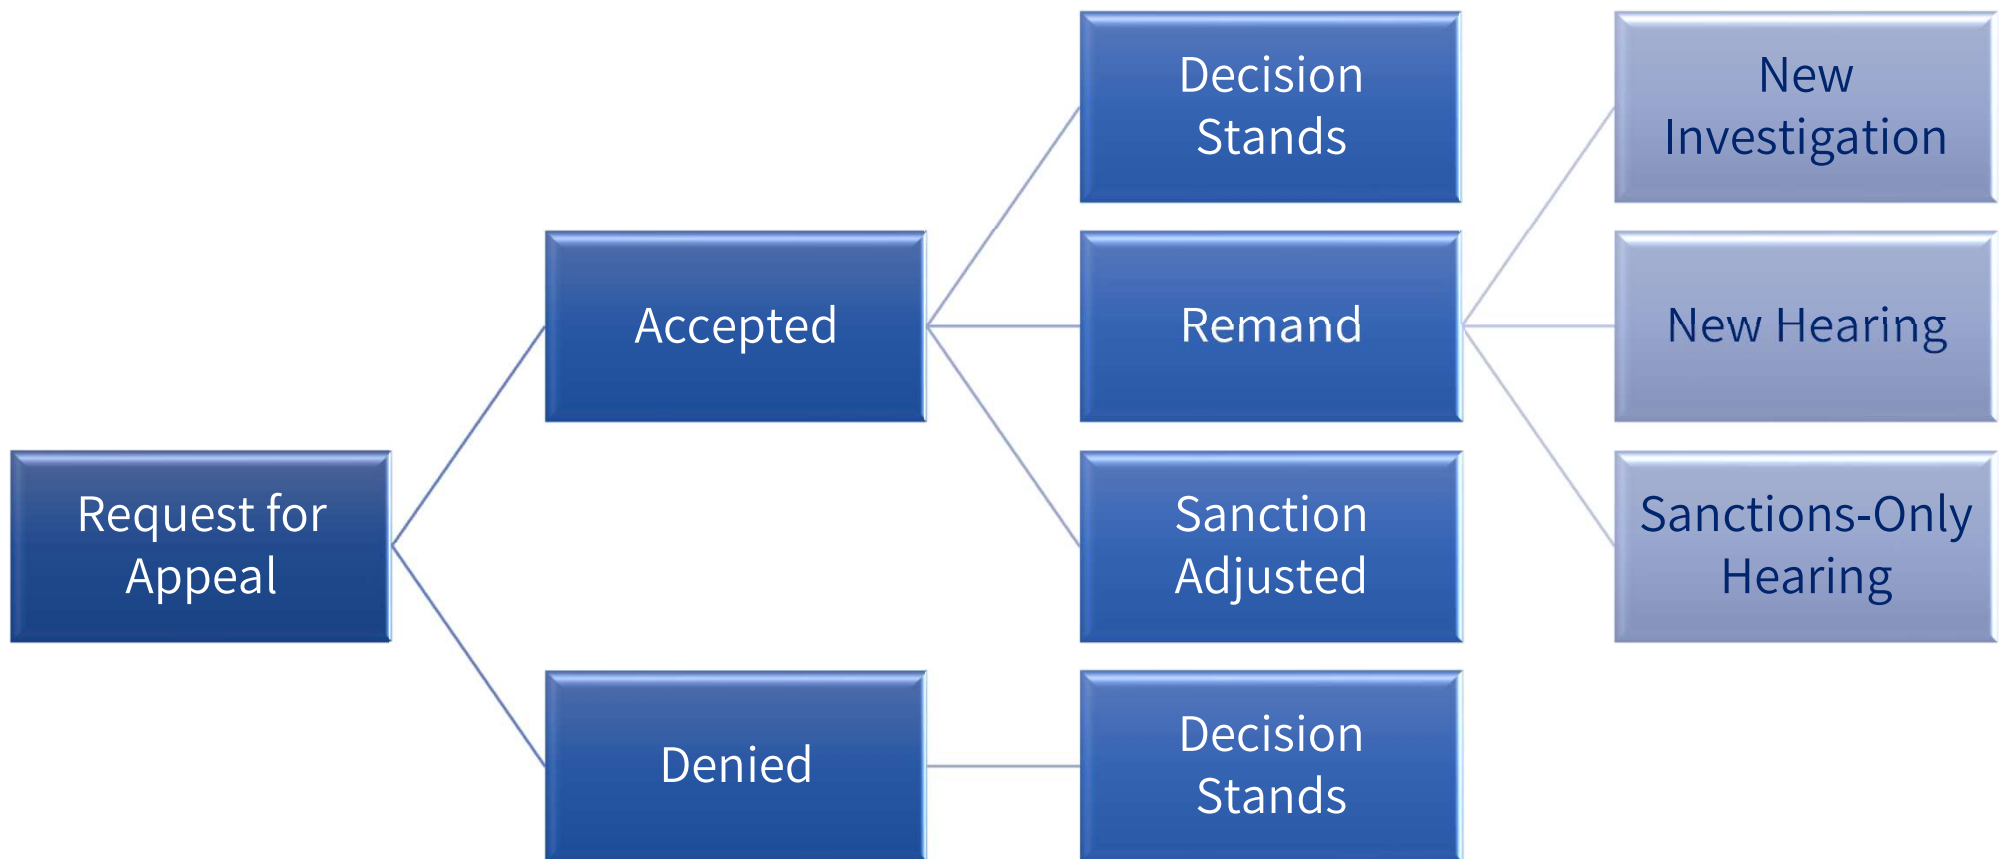 Request for
Appeal
Accepted
Denied
Decision
Stands
Remand
Sanction
Adjusted
Decision
Stands
New
Investigation
New Hearing
Sanctions-Only
Hearing